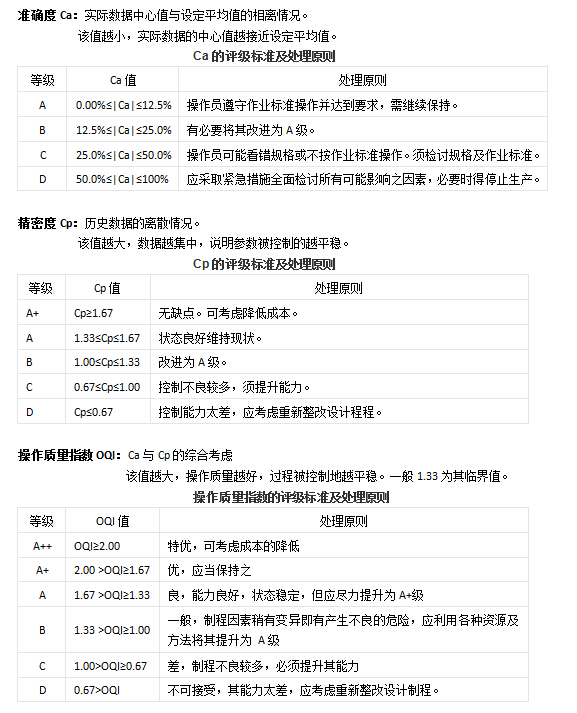 准确度 Ca：实际数据中心值与设定平均值的相离情况。
该值越小，实际数据的中心值越接近设定平均值。
Ca 的评级标准及处理原则
等级 Ca 值 处理原则
A 0.00%≤|Ca|≤12.5% 操作员遵守作业标准操作并达到要求，需继续保持。
B 12.5%≤|Ca|≤25.0% 有必要将其改进为 A 级。
C 25.0%≤|Ca|≤50.0% 操作员可能看错规格或不按作业标准操作。须检讨规格及作业标准。
D 50.0%≤|Ca|≤100% 应采取紧急措施全面检讨所有可能影响之因素，必要时得停止生产。
精密度 Cp：历史数据的离散情况。
该值越大，数据越集中，说明参数被控制的越平稳。
Cp 的评级标准及处理原则
等级 Cp 值 处理原则
A+ Cp≥1.67 无缺点。可考虑降低成本。
A 1.33≤Cp≤1.67 状态良好维持现状。
B 1.00≤Cp≤1.33 改进为 A 级。
C 0.67≤Cp≤1.00 控制不良较多，须提升能力。
D Cp≤0.67 控制能力太差，应考虑重新整改设计程程。
操作质量指数 OQI：Ca 与 Cp 的综合考虑
该值越大，操作质量越好，过程被控制地越平稳。一般 1.33 为其临界值。
操作质量指数的评级标准及处理原则
等级 OQI 值 处理原则
A++ OQI≥2.00 特优，可考虑成本的降低
A+ 2.00 >OQI≥1.67 优，应当保持之
A 1.67 >OQI≥1.33 良，能力良好，状态稳定，但应尽力提升为 A+级
B 1.33 >OQI≥1.00 一般，制程因素稍有变异即有产生不良的危险，应利用各种资源及
方法将其提升为 A 级
C 1.00>OQI≥0.67 差，制程不良较多，必须提升其能力
D 0.67>OQI 不可接受，其能力太差，应考虑重新整改设计制程。